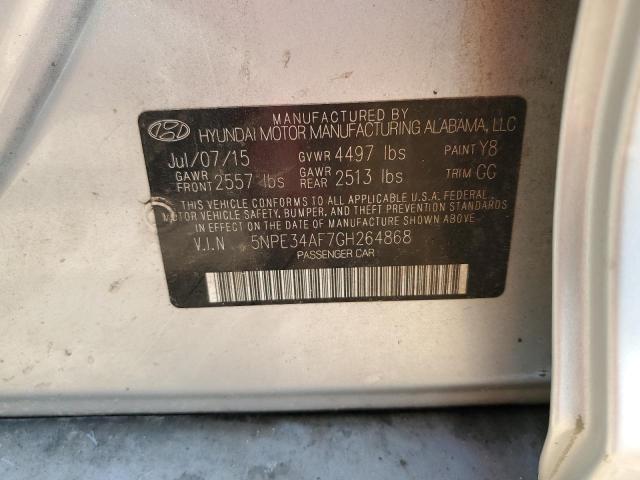 MANUFACTURED BY
HYUNDAI MOTOR MANUFACTURING ALABAMA, LLC
Jul/07/15 GVWR 4497 lbs PAINT Y8
GAWR FRONT 2557 lbs GAWR REAR 2513 lbs TRIM GG
THIS VEHICLE CONFORMS TO ALL APPLICABLE U.S.A. FEDERAL
MOTOR VEHICLE SAFETY, BUMPER, AND THEFT PREVENTION
STANDARDS IN EFFECT ON THE DATE OF MANUFACTURE SHOWN
ABOVE.
V.I.N 5NPE34AF7GH264868
PASSENGER CAR